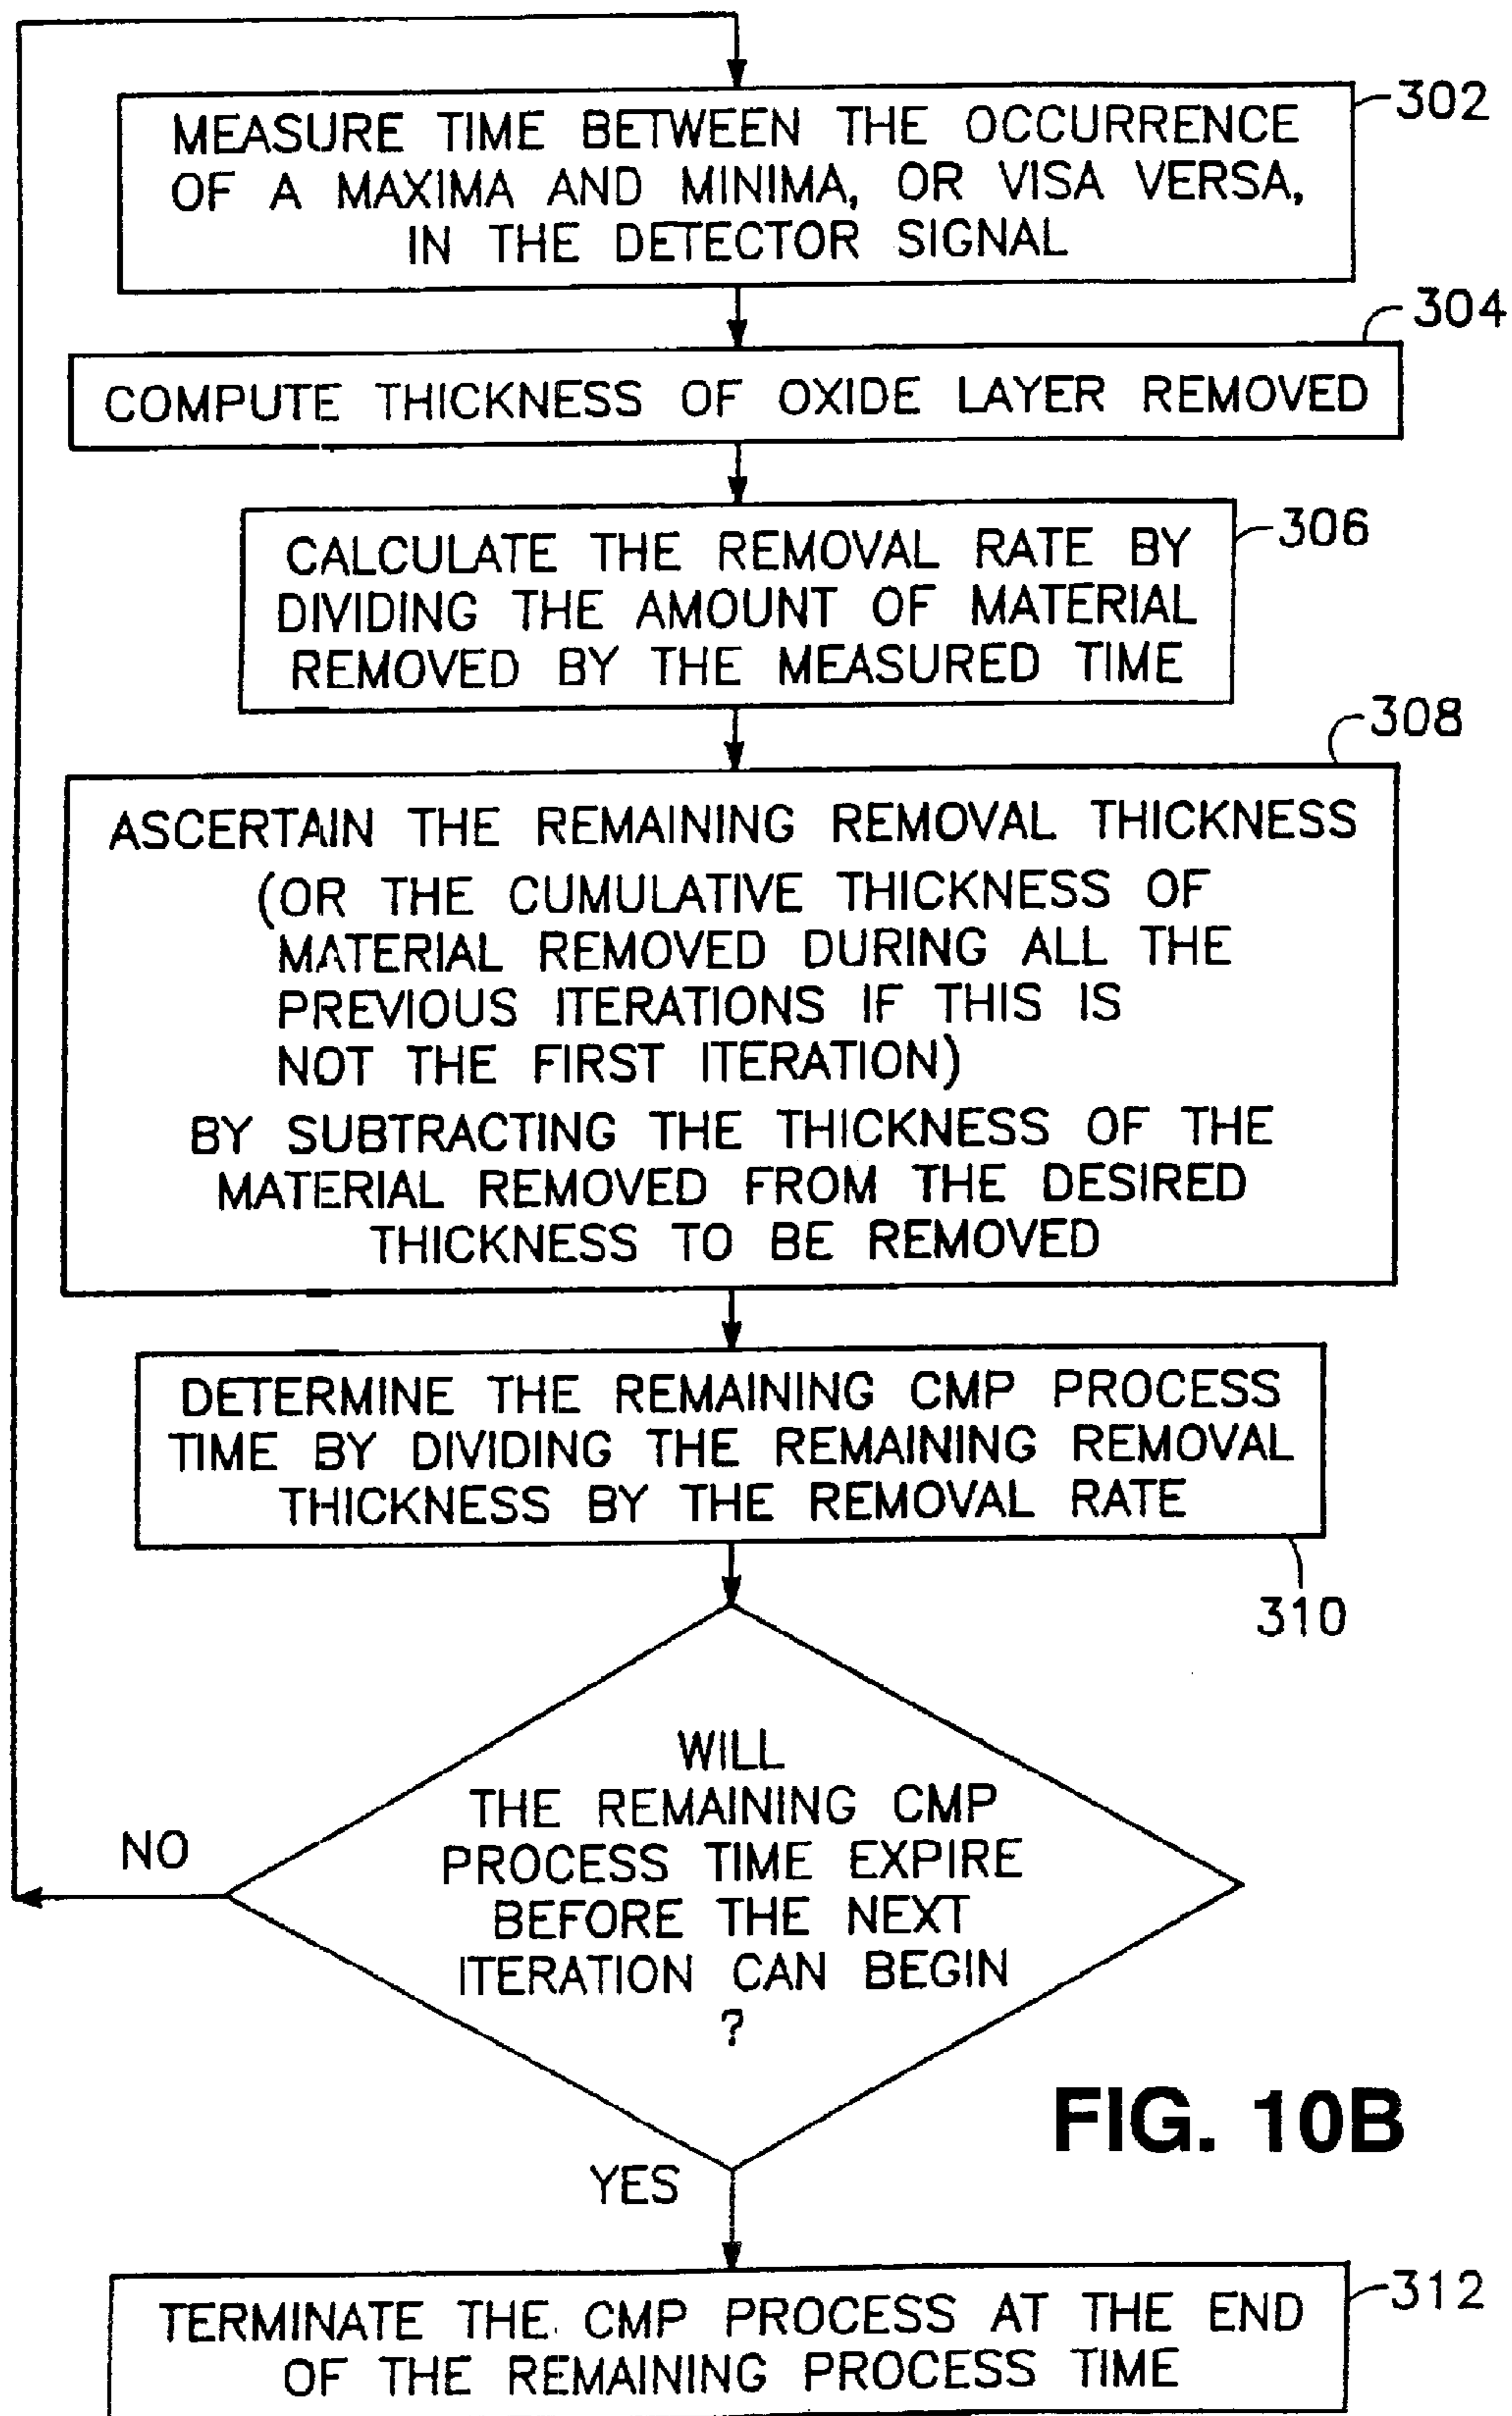 302
MEASURE TIME BETWEEN THE OCCURRENCE
OF A MAXIMA AND MINIMA, OR VISA VERSA,
IN THE DETECTOR SIGNAL
304
COMPUTE THICKNESS OF OXIDE LAYER REMOVED
306
CALCULATE THE REMOVAL RATE BY
DIVIDING THE AMOUNT OF MATERIAL
REMOVED BY THE MEASURED TIME
308
ASCERTAIN THE REMAINING REMOVAL THICKNESS
(OR THE CUMULATIVE THICKNESS OF
MATERIAL REMOVED DURING ALL THE
PREVIOUS ITERATIONS IF THIS IS
NOT THE FIRST ITERATION)
BY SUBTRACTING THE THICKNESS OF THE
MATERIAL REMOVED FROM THE DESIRED
THICKNESS TO BE REMOVED
DETERMINE THE REMAINING CMP PROCESS
TIME BY DIVIDING THE REMAINING REMOVAL
THICKNESS BY THE REMOVAL RATE
310
WILL
THE REMAINING CMP
PROCESS TIME EXPIRE
BEFORE THE NEXT
ITERATION CAN BEGIN
?
NO
FIG. 10B
YES
312
TERMINATE THE CMP PROCESS AT THE END
OF THE REMAINING PROCESS TIME